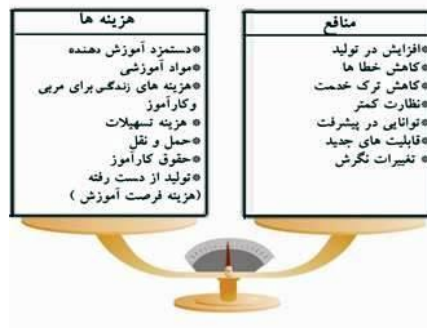 منافع
افزایش در تولید
کاهش خطا ها
کاهش ترک خدمت
نظارت کمتر
توانایی در پیشرفت
قابلیت های جدید
تغییرات نگرش
هزینه ها
دستمزد آموزش دهنده
مواد آموزشی
هزینه های زندگی برای مربی
وکارآموز
هزینه تسهیلات
حمل و نقل
حقوق کارآموز
تولید از دست رفته
(هزینه فرصت آموزش )